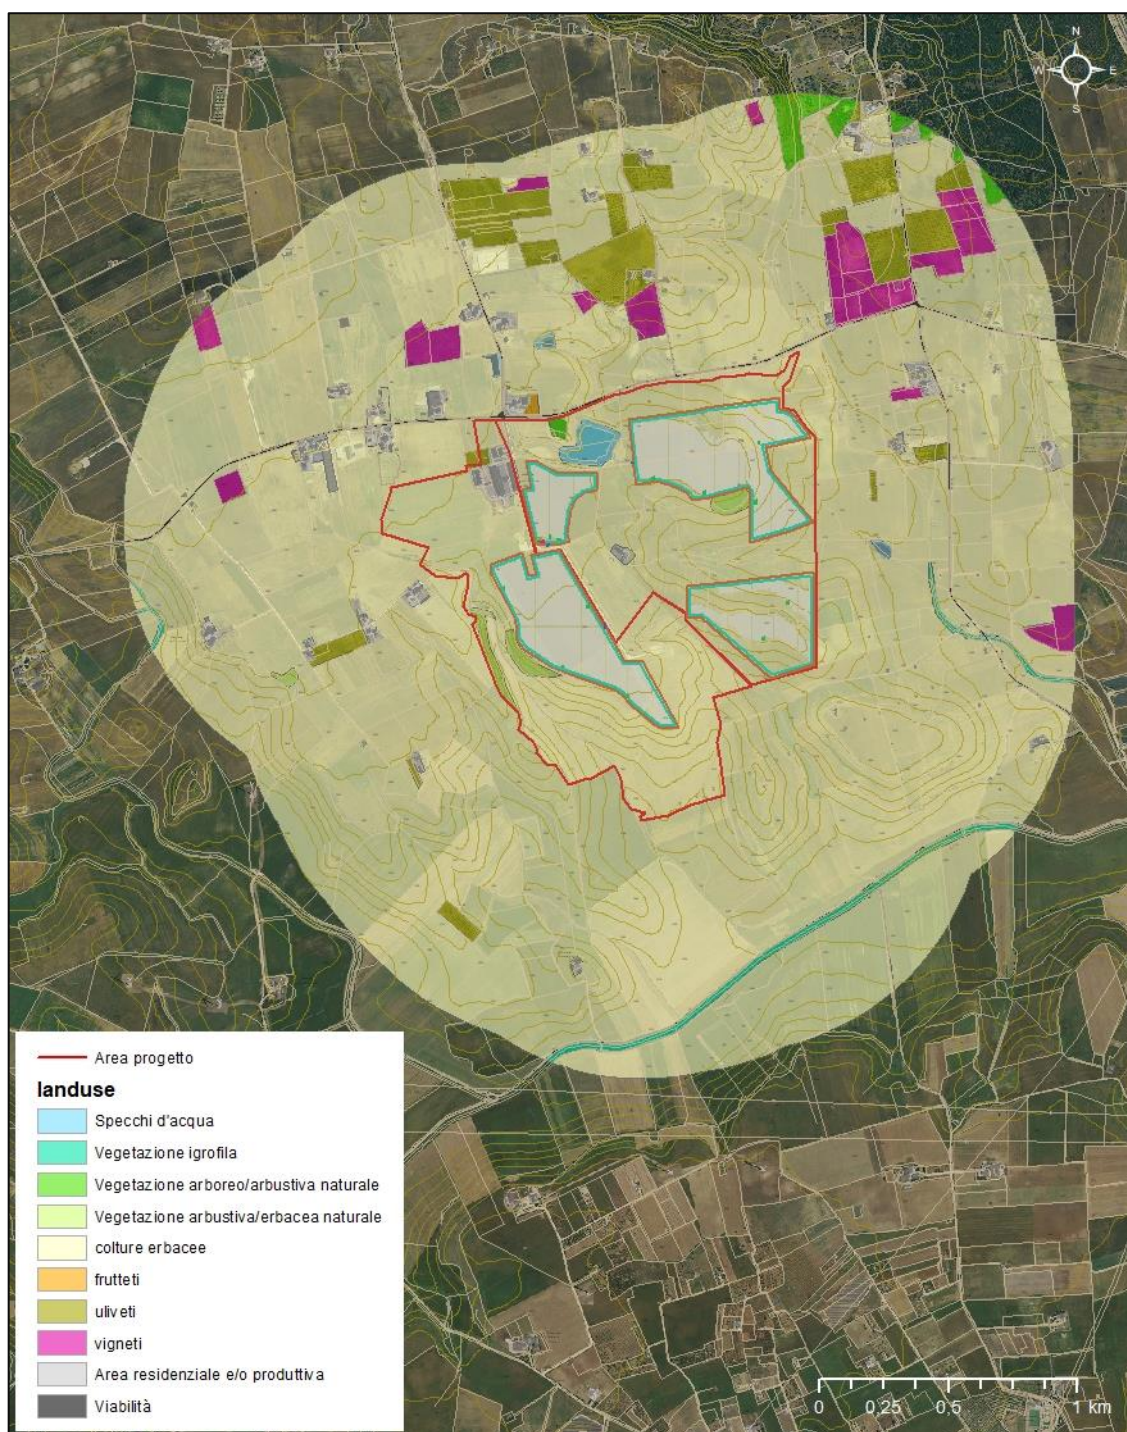 N
W E
S
Area progetto
landuse
Specchi d'acqua
Vegetazione igrofila
Vegetazione arboreo/arbustiva naturale
Vegetazione arbustiva/erbacea naturale
colture erbacee
frutteti
uliveti
vigneti
Area residenziale e/o produttiva
Viabilità
0 0,25 0,5 1 km